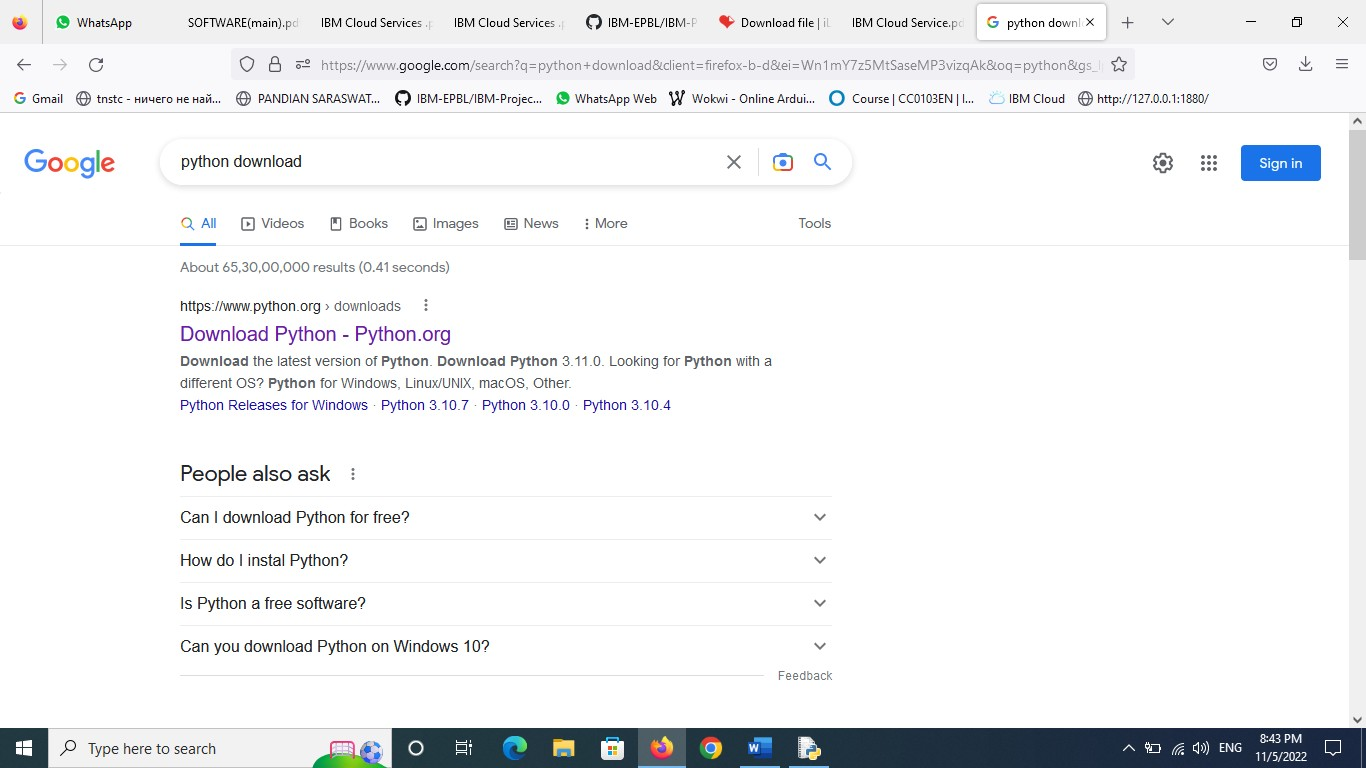 WhatsApp
SOFTWARE(main).pd
IBM Cloud Services .p
IBM Cloud Services .p
IBM-EPBL/IBM-P
Download file | iL
IBM Cloud Service.pd
python downl
https://www.google.com/search?q=python+download&client=firefox-b-d&ei=Wn1mY7z5MtSaseMP3vizqAk&oq=python&gs_l
Gmail
tnstc - ничего не най...
PANDIAN SARASWAT...
IBM-EPBL/IBM-Projec...
WhatsApp Web
Wokwi - Online Ardui...
Course | CC0103EN | I...
IBM Cloud
http://127.0.0.1:1880/
Google
python download
Sign in
All
Videos
Books
Images
News
More
Tools
About 65,30,00,000 results (0.41 seconds)
https://www.python.org › downloads
Download Python - Python.org
Download the latest version of Python. Download Python 3.11.0. Looking for Python with a
different OS? Python for Windows, Linux/UNIX, macOS, Other.
Python Releases for Windows · Python 3.10.7 · Python 3.10.0 · Python 3.10.4
People also ask
Can I download Python for free?
How do I instal Python?
Is Python a free software?
Can you download Python on Windows 10?
Feedback
Type here to search
ENG
8:43 PM
11/5/2022